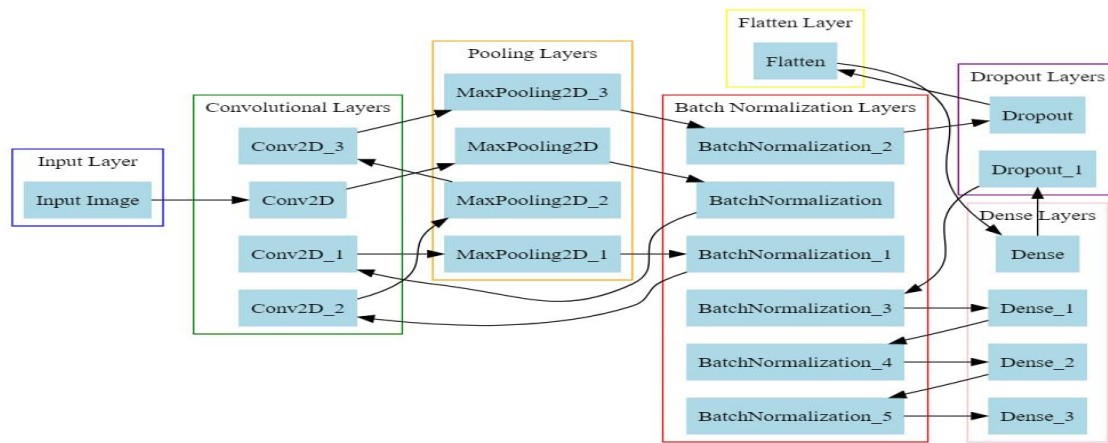 Input Layer
Input Image
Convolutional Layers
Conv2D_3
Conv2D
Conv2D_1
Conv2D_2
Pooling Layers
MaxPooling2D_3
MaxPooling2D
MaxPooling2D_2
MaxPooling2D_1
Flatten Layer
Flatten
Batch Normalization Layers
BatchNormalization_2
BatchNormalization
BatchNormalization_1
BatchNormalization_3
BatchNormalization_4
BatchNormalization_5
Dropout Layers
Dropout
Dropout_1
Dense Layers
Dense
Dense_1
Dense_2
Dense_3